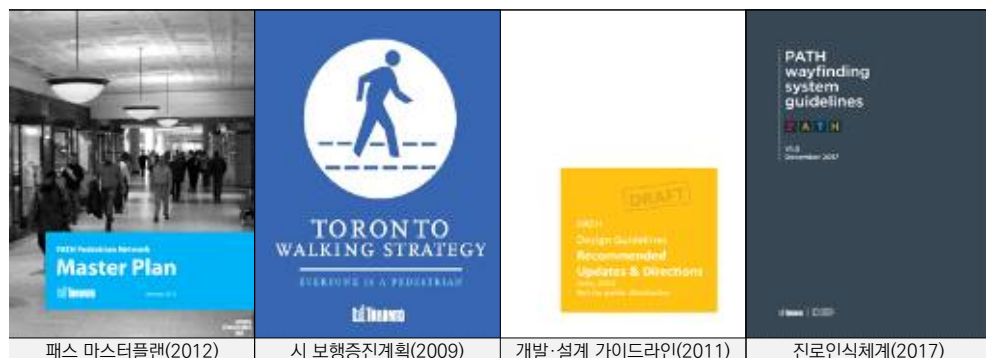 PATH Pedestrian Network
Master Plan
TORONTO
패스 마스터플랜(2012)
TORONTO
WALKING STRATEGY
EVERYONE IS A PEDESTRIAN
TORONTO
시 보행증진계획(2009)
DRAFT
PATH
Design Guidelines
Recommended
Updates & Directions
개발·설계 가이드라인(2011)
PATH
wayfinding
system
guidelines
PATH
December 2017
진로인식체계(2017)